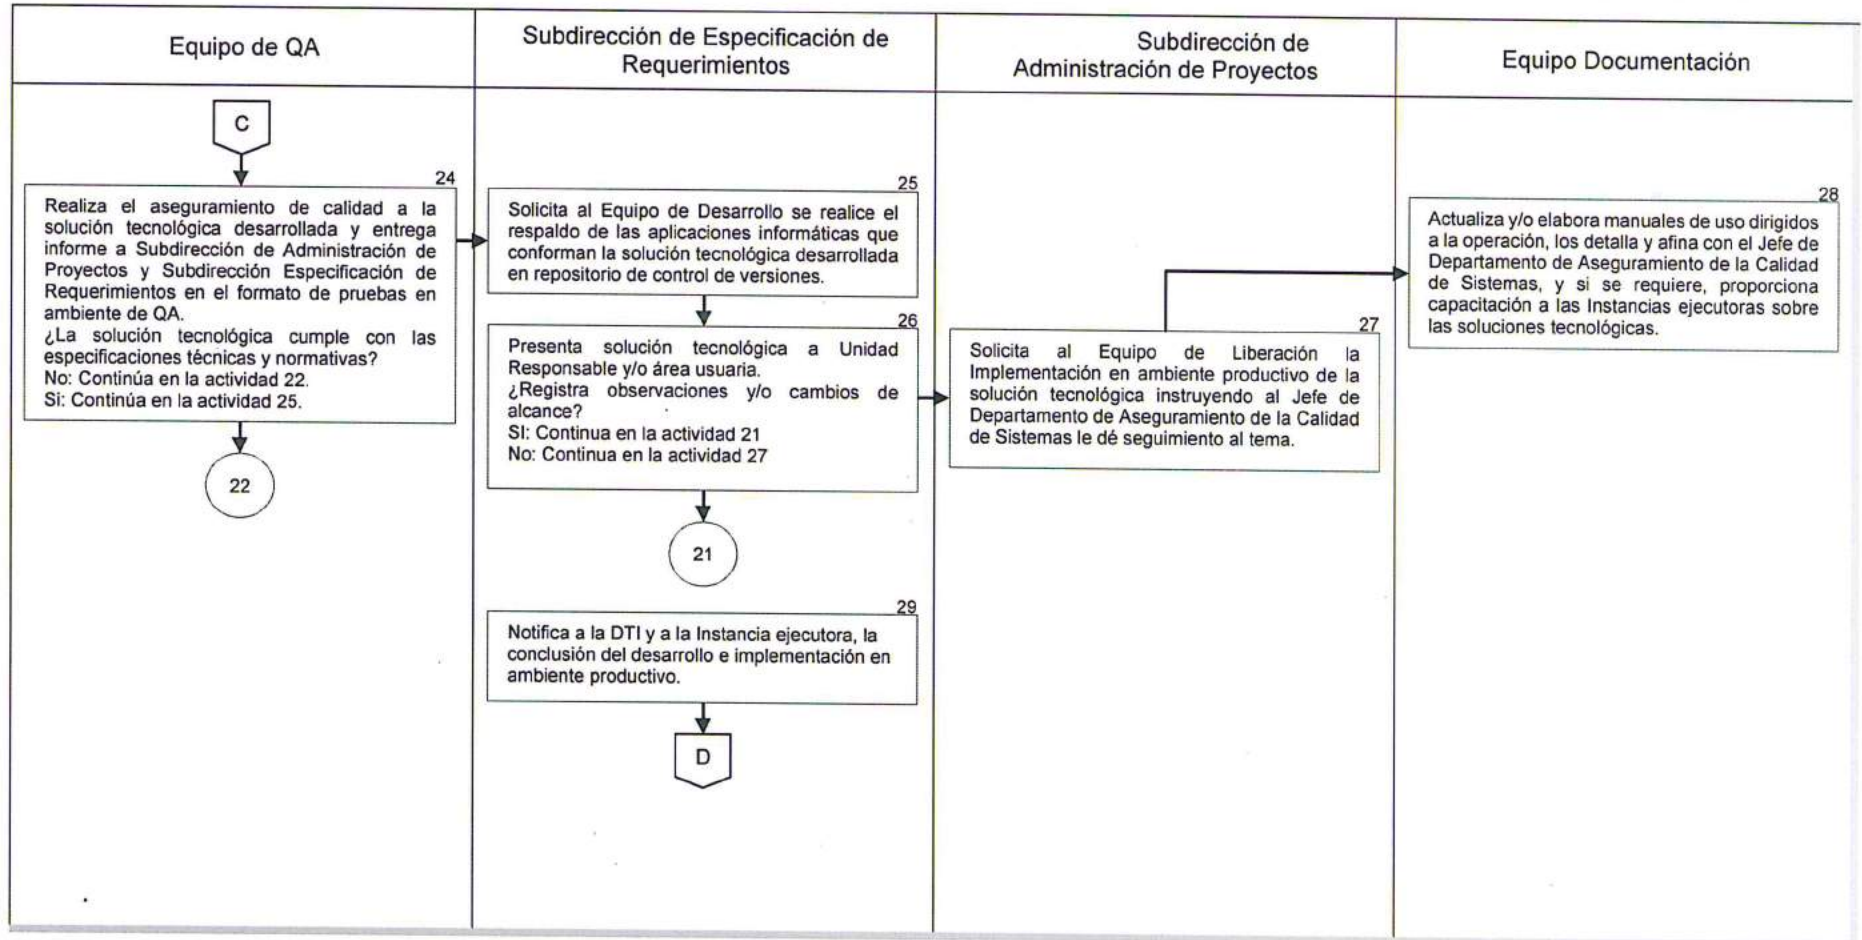 Equipo de QA
Subdirección de Especificación de
Requerimientos
Subdirección de
Administración de Proyectos
Equipo Documentación
C
24
Realiza el aseguramiento de calidad a la
solución tecnológica desarrollada y entrega
informe a Subdirección de Administración de
Proyectos y Subdirección Especificación de
Requerimientos en el formato de pruebas en
ambiente de QA.
¿La solución tecnológica cumple con las
especificaciones técnicas y normativas?
No: Continúa en la actividad 22.
Si: Continúa en la actividad 25.
22
25
Solicita al Equipo de Desarrollo se realice el
respaldo de las aplicaciones informáticas que
conforman la solución tecnológica desarrollada
en repositorio de control de versiones.
26
Presenta solución tecnológica a Unidad
Responsable y/o área usuaria.
¿Registra observaciones y/o cambios de
alcance?
SI: Continua en la actividad 21
No: Continua en la actividad 27
21
27
Solicita al Equipo de Liberación la
Implementación en ambiente productivo de la
solución tecnológica instruyendo al Jefe de
Departamento de Aseguramiento de la Calidad
de Sistemas le dé seguimiento al tema.
28
Actualiza y/o elabora manuales de uso dirigidos
a la operación, los detalla y afina con el Jefe de
Departamento de Aseguramiento de la Calidad
de Sistemas, y si se requiere, proporciona
capacitación a las Instancias ejecutoras sobre
las soluciones tecnológicas.
29
Notifica a la DTI y a la Instancia ejecutora, la
conclusión del desarrollo e implementación en
ambiente productivo.
D